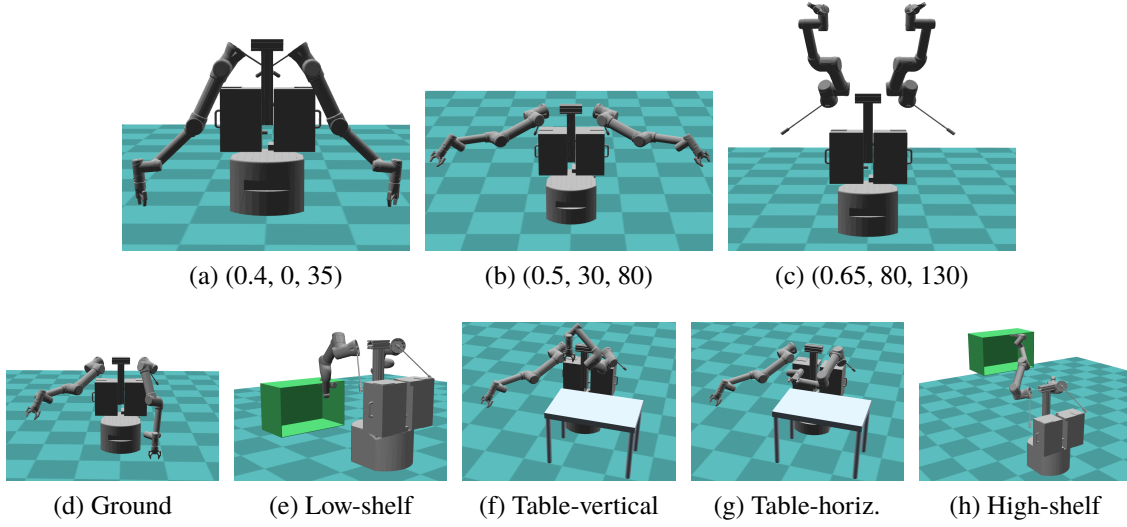 (a) (0.4, 0, 35)
(b) (0.5, 30, 80)
(c) (0.65, 80, 130)
(d) Ground
(e) Low-shelf
(f) Table-vertical
(g) Table-horiz.
(h) High-shelf